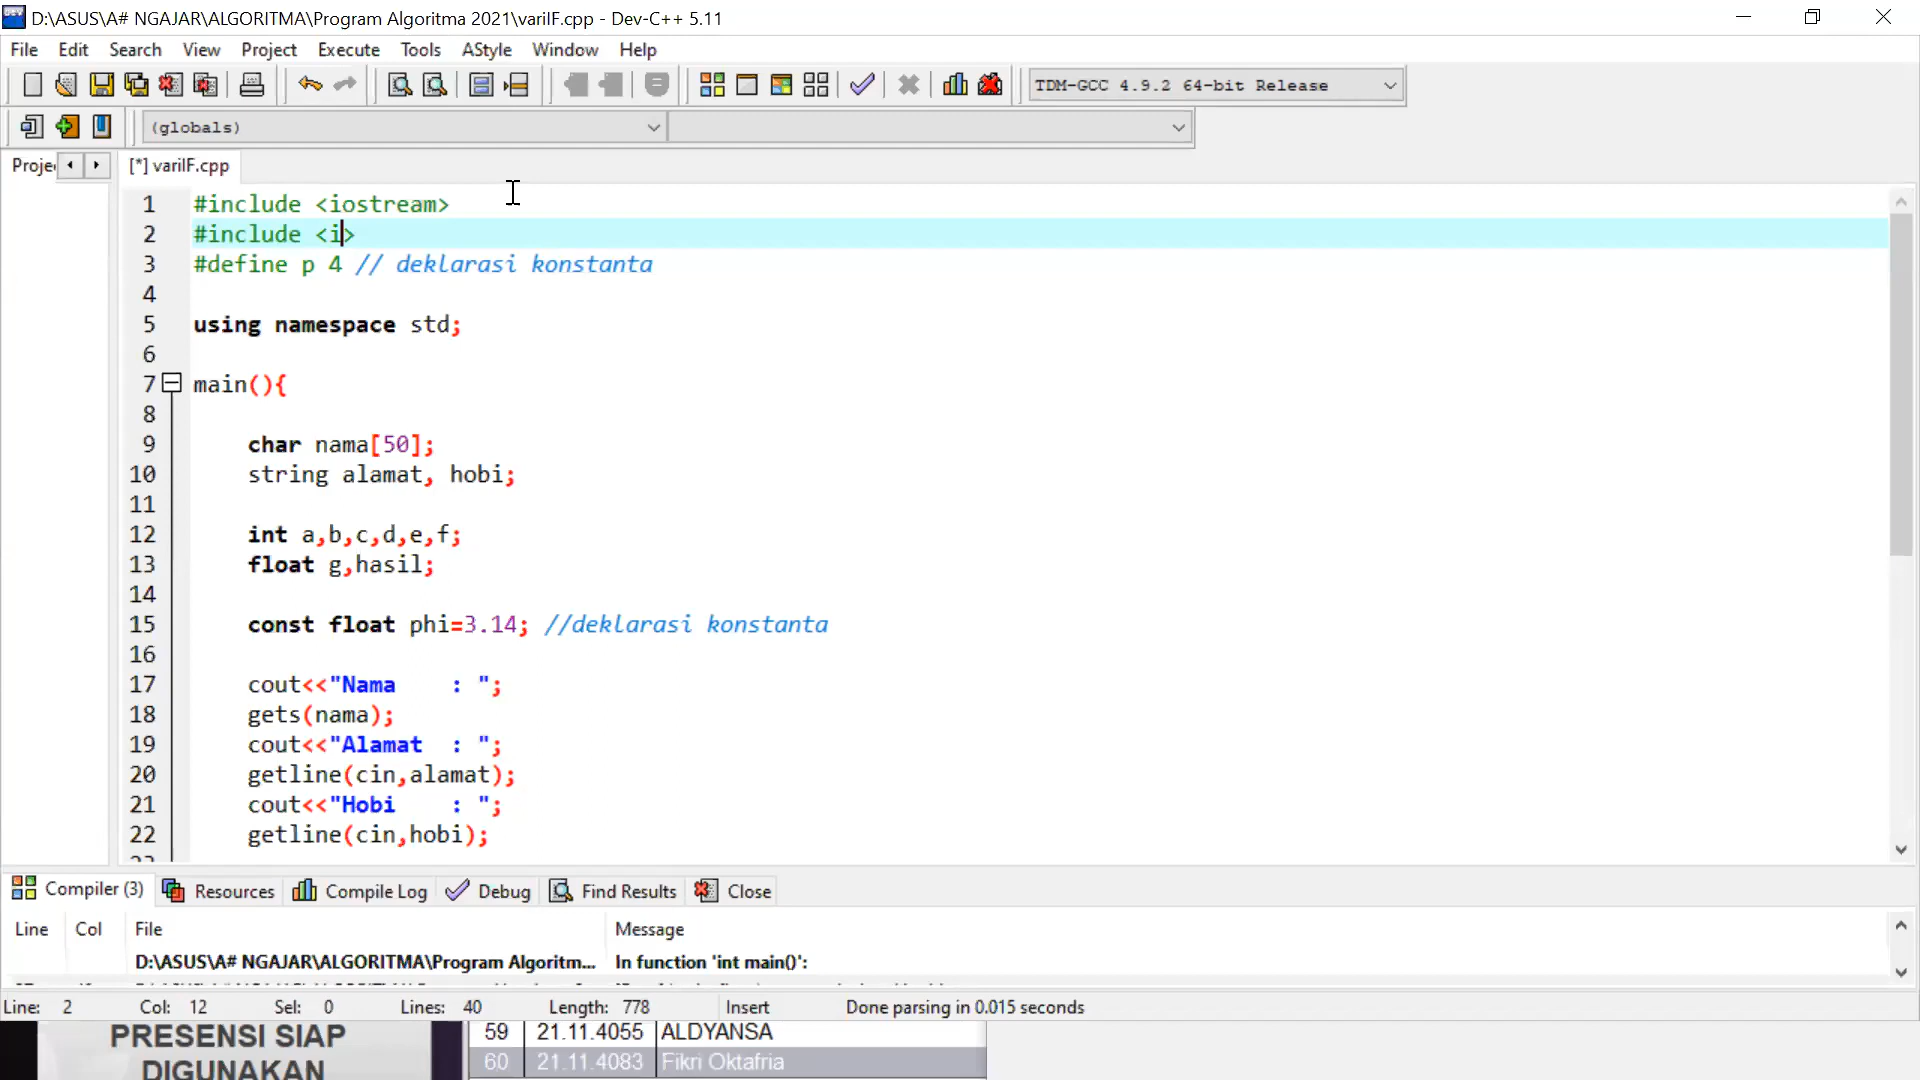 D:\ASUS\A# NGAJAR\ALGORITMA\Program Algoritma 2021\variIF.cpp - Dev-C++ 5.11
File Edit Search View Project Execute Tools AStyle Window Help
TDM-GCC 4.9.2 64-bit Release
(globals)
Proje [*] variIF.cpp
1 #include <iostream>
2 #include <i>
3 #define p 4 // deklarasi konstanta
4
5 using namespace std;
6
7 main(){
8
9 char nama[50];
10 string alamat, hobi;
11
12 int a,b,c,d,e,f;
13 float g,hasil;
14
15 const float phi=3.14; //deklarasi konstanta
16
17 cout<<"Nama    : ";
18 gets(nama);
19 cout<<"Alamat  : ";
20 getline(cin,alamat);
21 cout<<"Hobi    : ";
22 getline(cin,hobi);
Compiler (3) Resources Compile Log Debug Find Results Close
Line Col File Message
D:\ASUS\A# NGAJAR\ALGORITMA\Program Algoritm... In function 'int main()':
Line: 2 Col: 12 Sel: 0 Lines: 40 Length: 778 Insert Done parsing in 0.015 seconds
PRESENSI SIAP
DIGUNAKAN
59 21.11.4055 ALDYANSA
60 21.11.4083 Fikri Oktafria